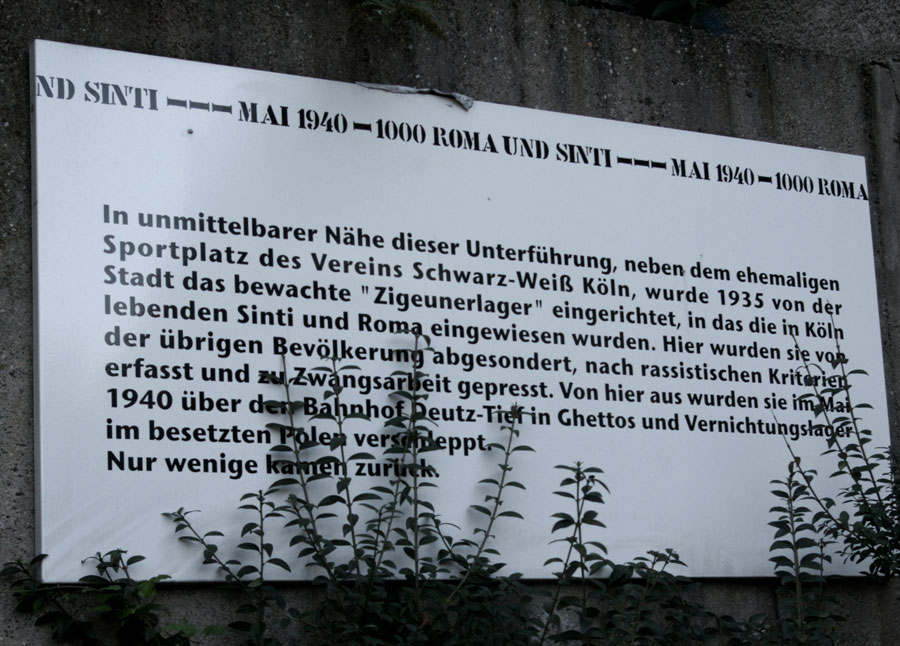 ND SINTI --- MAI 1940 - 1000 ROMA UND SINTI --- MAI 1940 - 1000 ROMA
In unmittelbarer Nähe dieser Unterführung, neben dem ehemaligen
Sportplatz des Vereins Schwarz-Weiß Köln, wurde 1935 von der
Stadt das bewachte "Zigeunerlager" eingerichtet, in das die in Köln
lebenden Sinti und Roma eingewiesen wurden. Hier wurden sie von
der übrigen Bevölkerung abgesondert, nach rassistischen Kriterien
erfasst und zu Zwangsarbeit gepresst. Von hier aus wurden sie im Mai
1940 über den Bahnhof Deutz-Tief in Ghettos und Vernichtungslager
im besetzten Polen verschleppt.
Nur wenige kamen zurück.